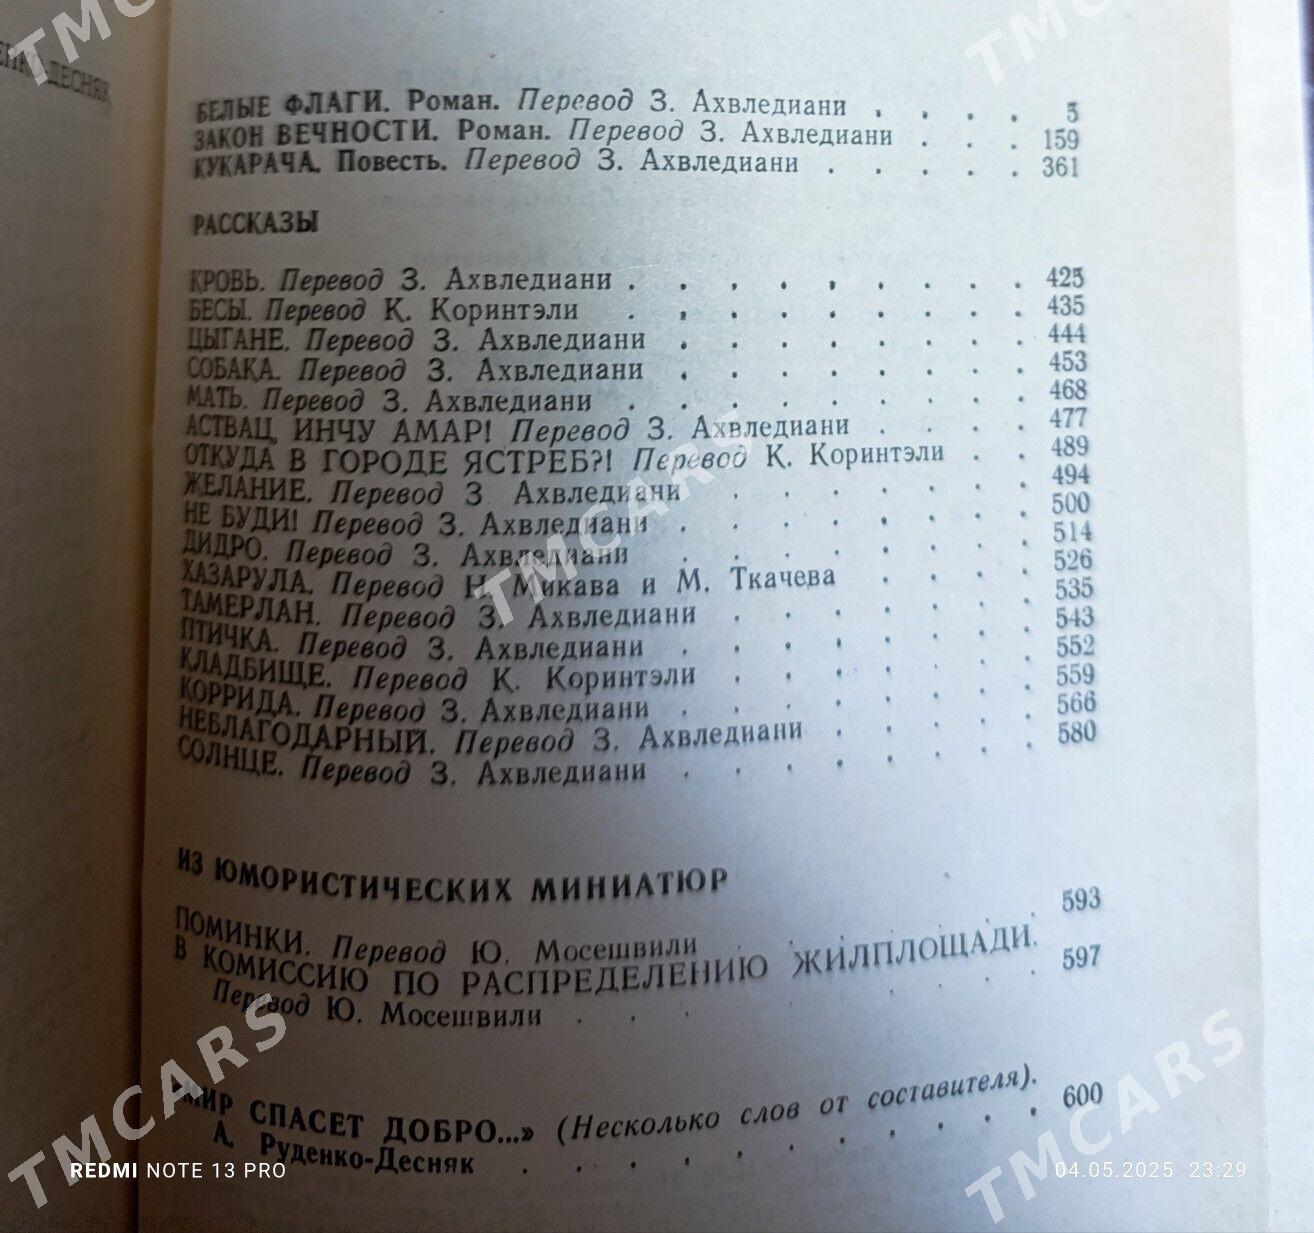 ДЕСНЯК
БЕЛЫЕ ФЛАГИ. Роман. Перевод З. Ахвледиани . . . . 5
ЗАКОН ВЕЧНОСТИ. Роман. Перевод З. Ахвледиани . . . 159
КУКАРАЧА. Повесть. Перевод З. Ахвледиани . . . . . 361
РАССКАЗЫ
КРОВЬ. Перевод З. Ахвледиани . . . . . . . . . 425
БЕСЫ. Перевод К. Коринтэли . . . . . . . . . 435
ЦЫГАНЕ. Перевод З. Ахвледиани . . . . . . . . 444
СОБАКА. Перевод З. Ахвледиани . . . . . . . . 453
МАТЬ. Перевод З. Ахвледиани . . . . . . . . . 468
АСТВАЦ, ИНЧУ АМАР! Перевод З. Ахвледиани . . . . 477
ОТКУДА В ГОРОДЕ ЯСТРЕБ?! Перевод К. Коринтэли . . 489
ЖЕЛАНИЕ. Перевод З Ахвледиани . . . . . . . 494
НЕ БУДИ! Перевод З. Ахвледиани . . . . . . . . 500
ДИДРО. Перевод З. Ахвледиани . . . . . . . . 514
ХАЗАРУЛА. Перевод Н. Микава и М. Ткачева . . . . 526
ТАМЕРЛАН. Перевод З. Ахвледиани . . . . . . . 535
ПТИЧКА. Перевод З. Ахвледиани . . . . . . . . 543
КЛАДБИЩЕ. Перевод К. Коринтэли . . . . . . . 552
КОРРИДА. Перевод З. Ахвледиани . . . . . . . . 559
НЕБЛАГОДАРНЫЙ. Перевод З. Ахвледиани . . . . . 566
СОЛНЦЕ. Перевод З. Ахвледиани . . . . . . . . 580
ИЗ ЮМОРИСТИЧЕСКИХ МИНИАТЮР
ПОМИНКИ. Перевод Ю. Мосешвили . . . . . . . 593
В КОМИССИЮ ПО РАСПРЕДЕЛЕНИЮ ЖИЛПЛОЩАДИ.
Перевод Ю. Мосешвили . . . . . . . . . . 597
«МИР СПАСЕТ ДОБРО...» (Несколько слов от составителя).
А. Руденко-Десняк . . . . . . . . . . . 600
REDMI NOTE 13 PRO
04.05.2025 23:29
TMCARS
TMCARS
TMCARS
TMCARS
TMCARS